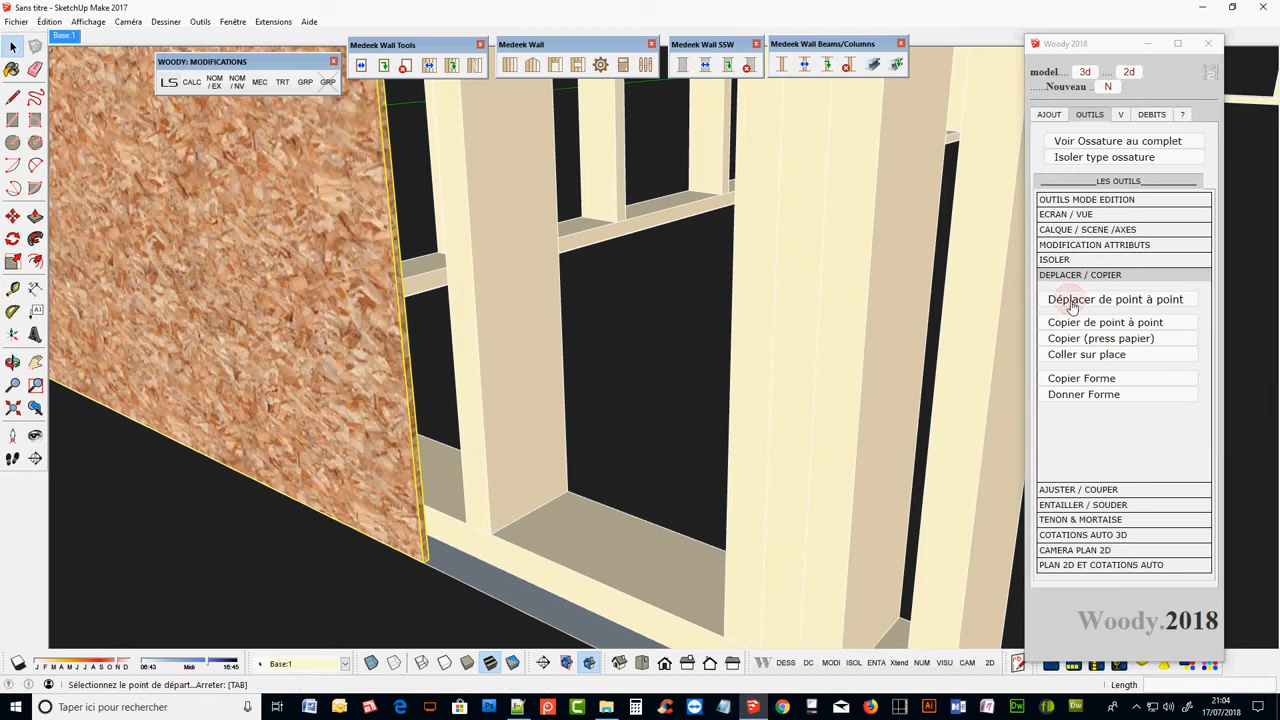 Sans titre - SketchUp Make 2017
Fichier Édition Affichage Caméra Dessiner Outils Fenêtre Extensions Aide
Base:1
WOODY: MODIFICATIONS
LS CALC NOM / EX NOM / NV MEC TRT GRP GRP
Medeek Wall Tools
Medeek Wall
Medeek Wall SSW
Medeek Wall Beams/Columns
Woody 2018
model.... 3d .... 2d
......Nouveau .. N
AJOUT OUTILS V DEBITS ?
Voir Ossature au complet
Isoler type ossature
LES OUTILS
OUTILS MODE EDITION
ECRAN / VUE
CALQUE / SCENE /AXES
MODIFICATION ATTRIBUTS
ISOLER
DEPLACER / COPIER
Déplacer de point à point
Copier de point à point
Copier (press papier)
Coller sur place
Copier Forme
Donner Forme
AJUSTER / COUPER
ENTAILLER / SOUDER
TENON & MORTAISE
COTATIONS AUTO 3D
CAMERA PLAN 2D
PLAN 2D ET COTATIONS AUTO
Woody.2018
J F M A M J J A S O N D
06:43 Midi 16:45
Base:1
DESS DC MODI ISOL ENTA Xtend NUM VISU CAM 2D
Sélectionnez le point de départ...Arreter: [TAB]
Length
Taper ici pour rechercher
21:04
17/07/2018